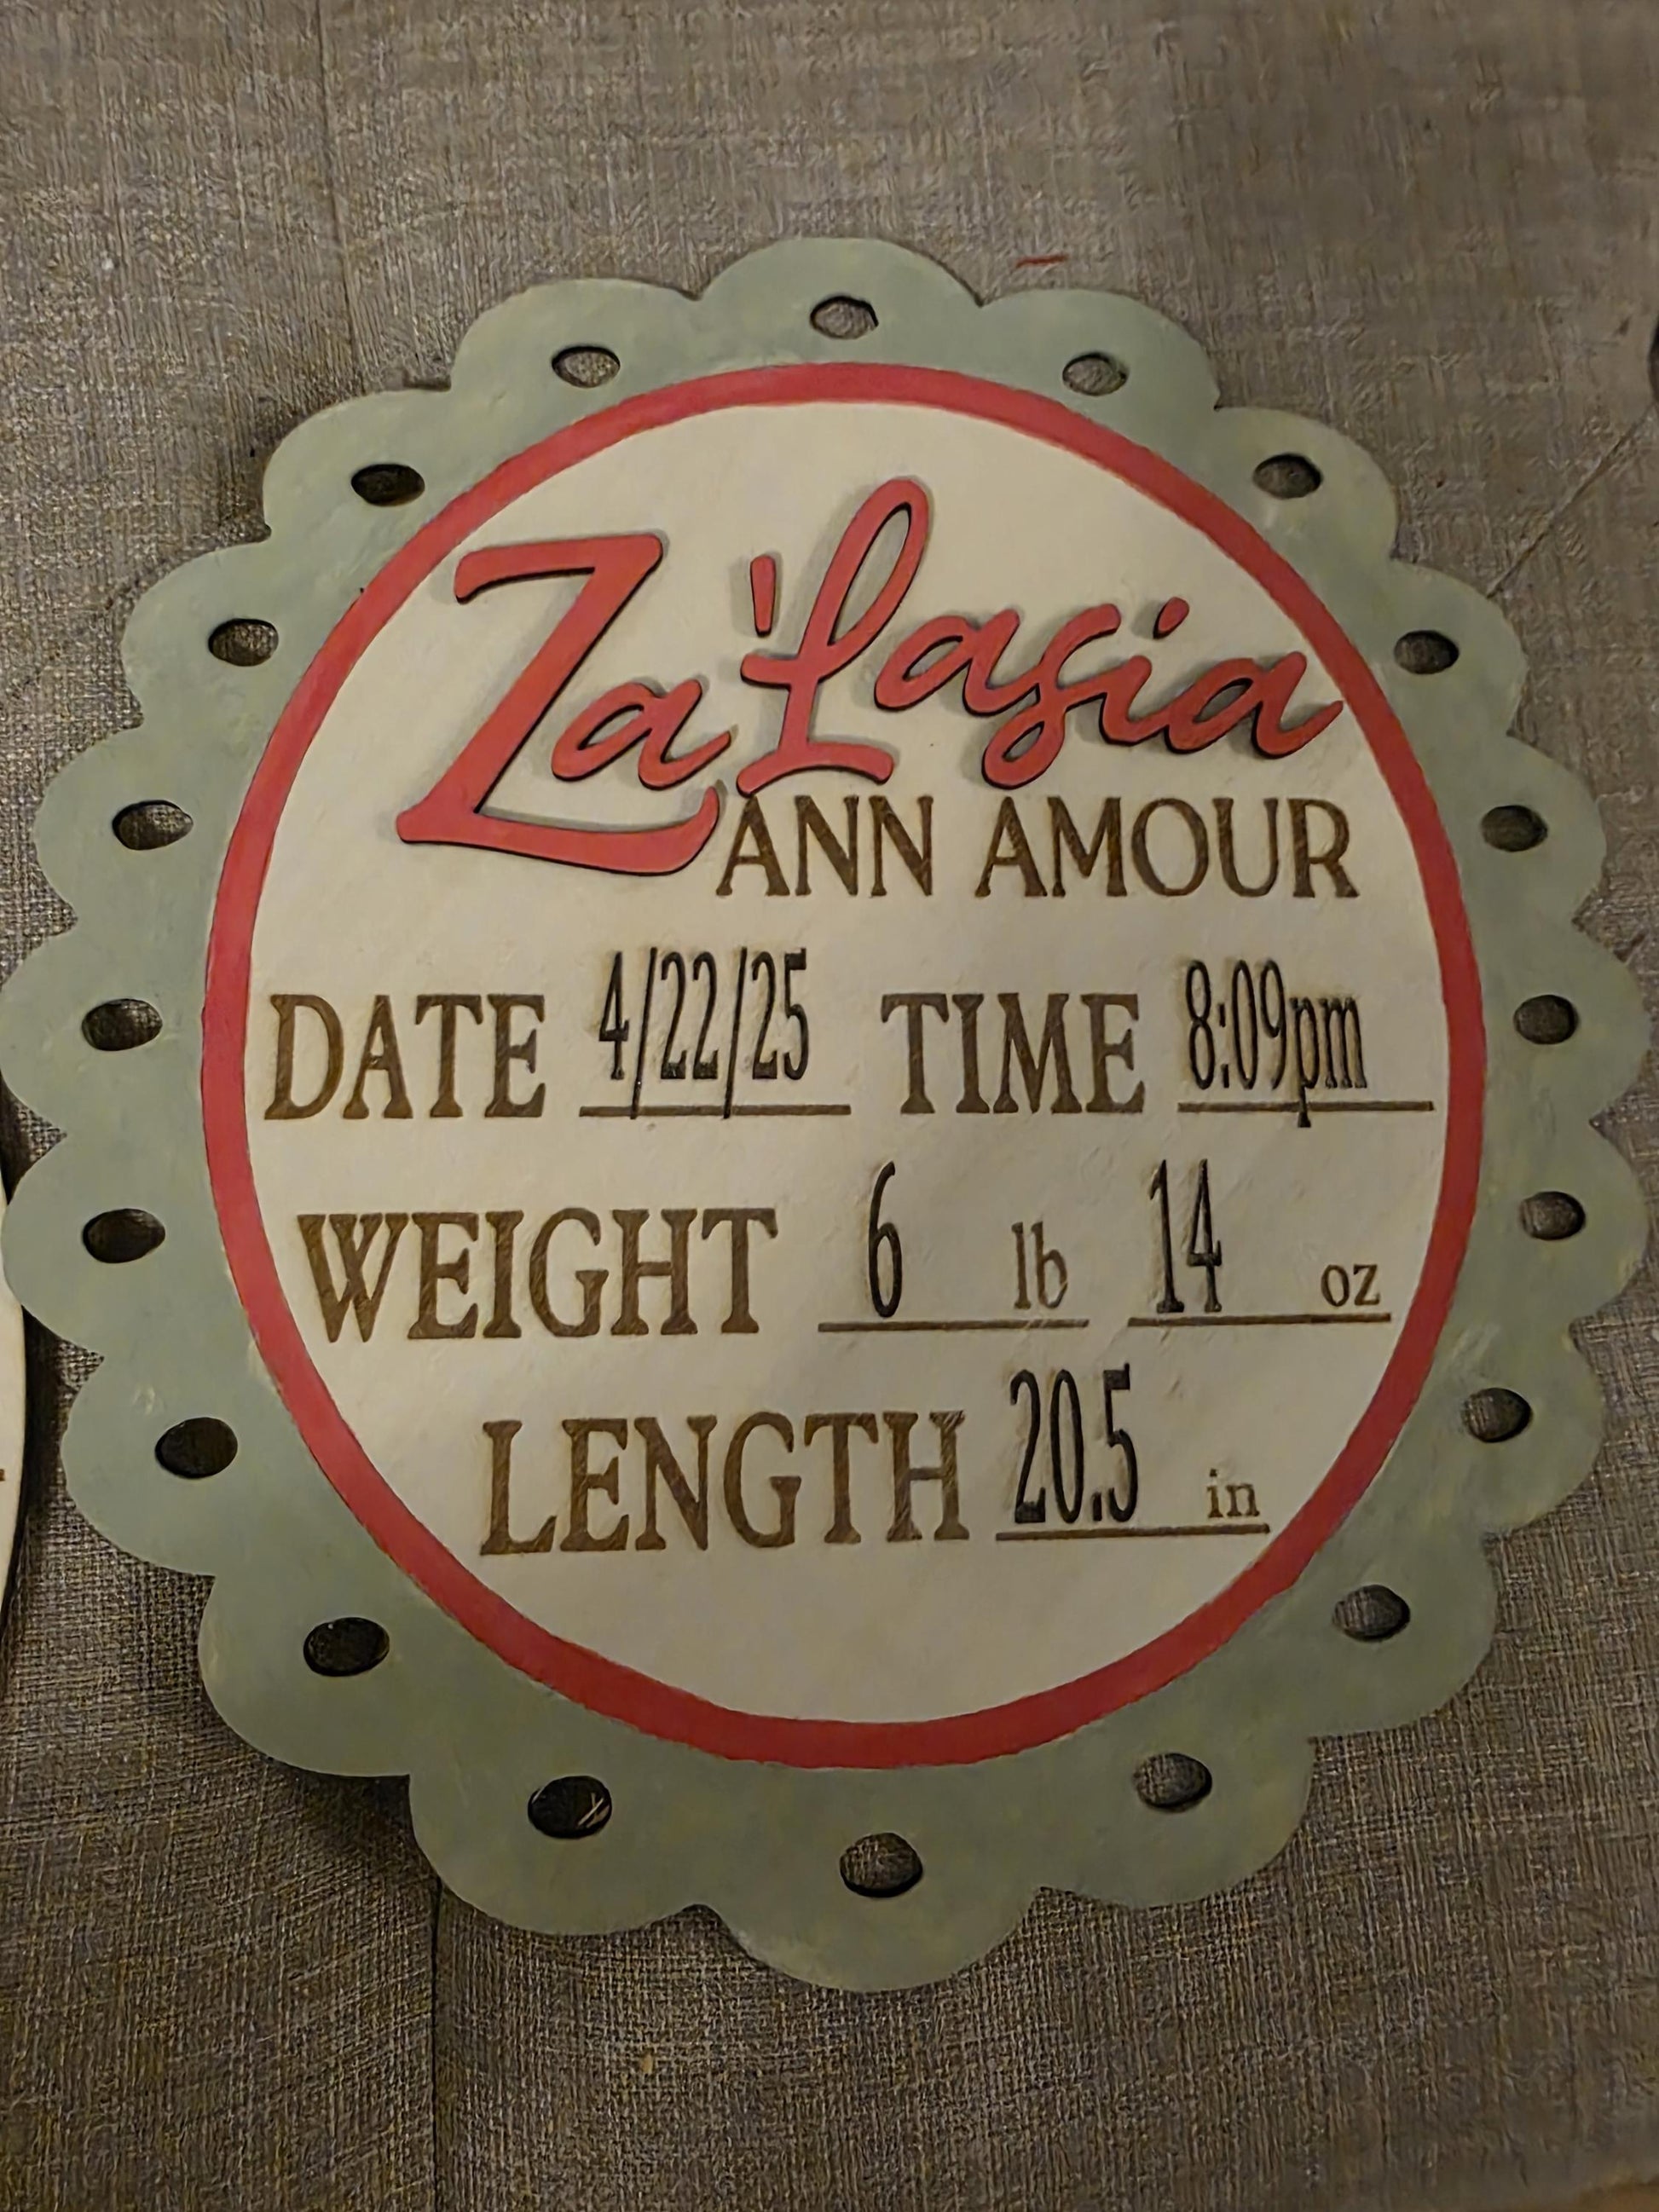 Za'Lasia
ANN AMOUR
DATE 4/22/25 TIME 8:09pm
WEIGHT 6 lb 14 oz
LENGTH 20.5 in